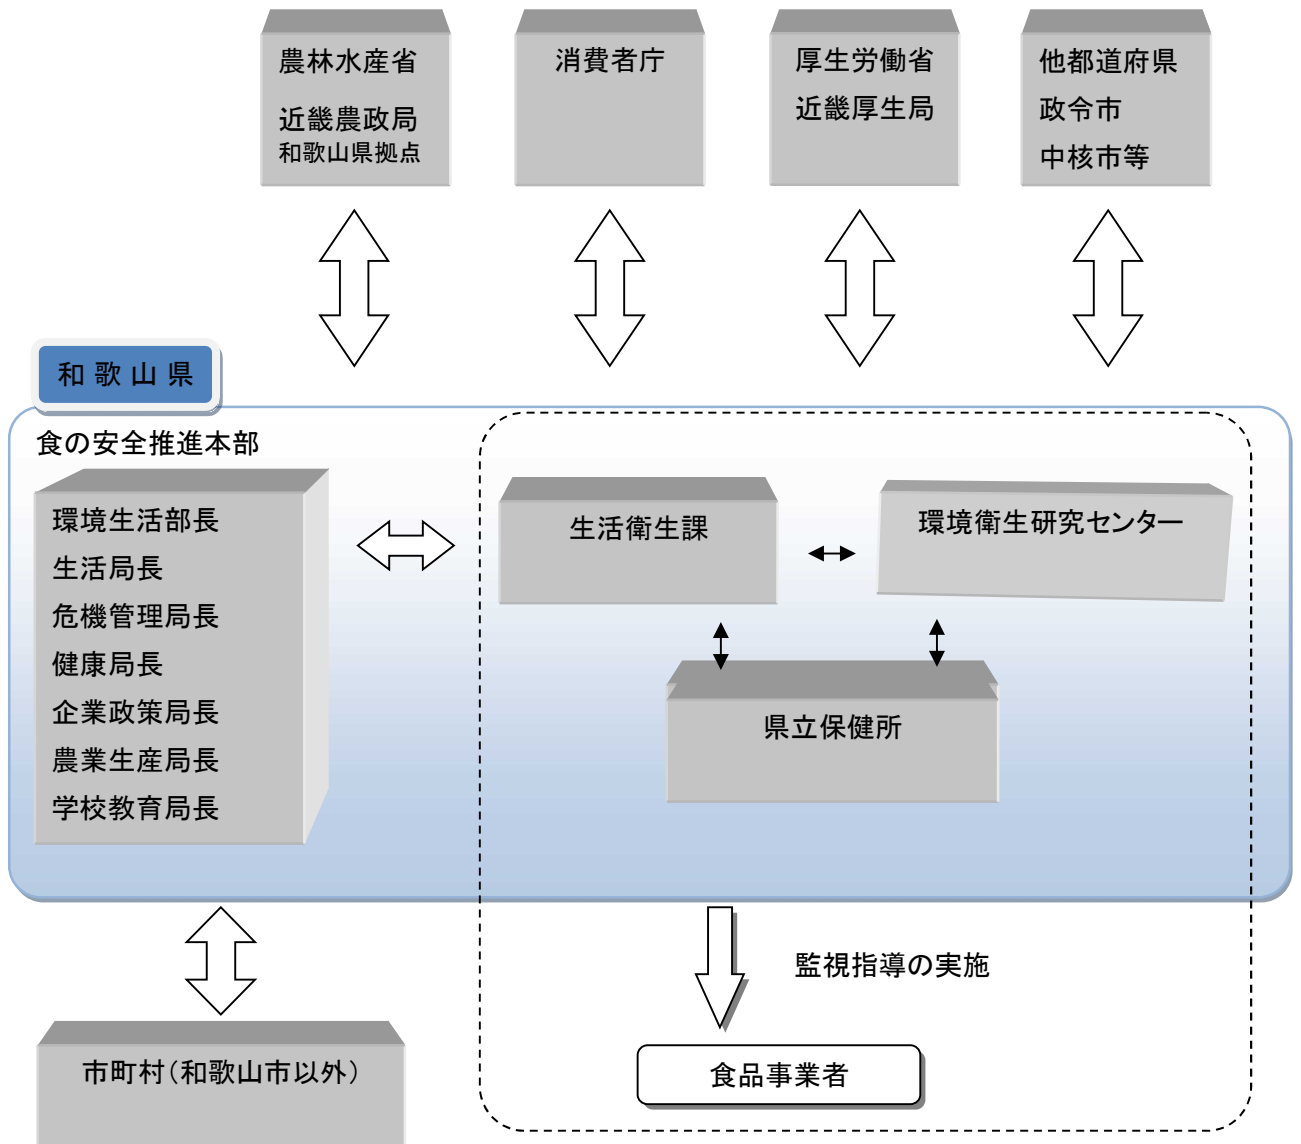 農林水産省
近畿農政局
和歌山県拠点
消費者庁
厚生労働省
近畿厚生局
他都道府県
政令市
中核市等
和歌山県
食の安全推進本部
環境生活部長
生活局長
危機管理局長
健康局長
企業政策局長
農業生産局長
学校教育局長
生活衛生課
環境衛生研究センター
県立保健所
監視指導の実施
市町村(和歌山市以外)
食品事業者